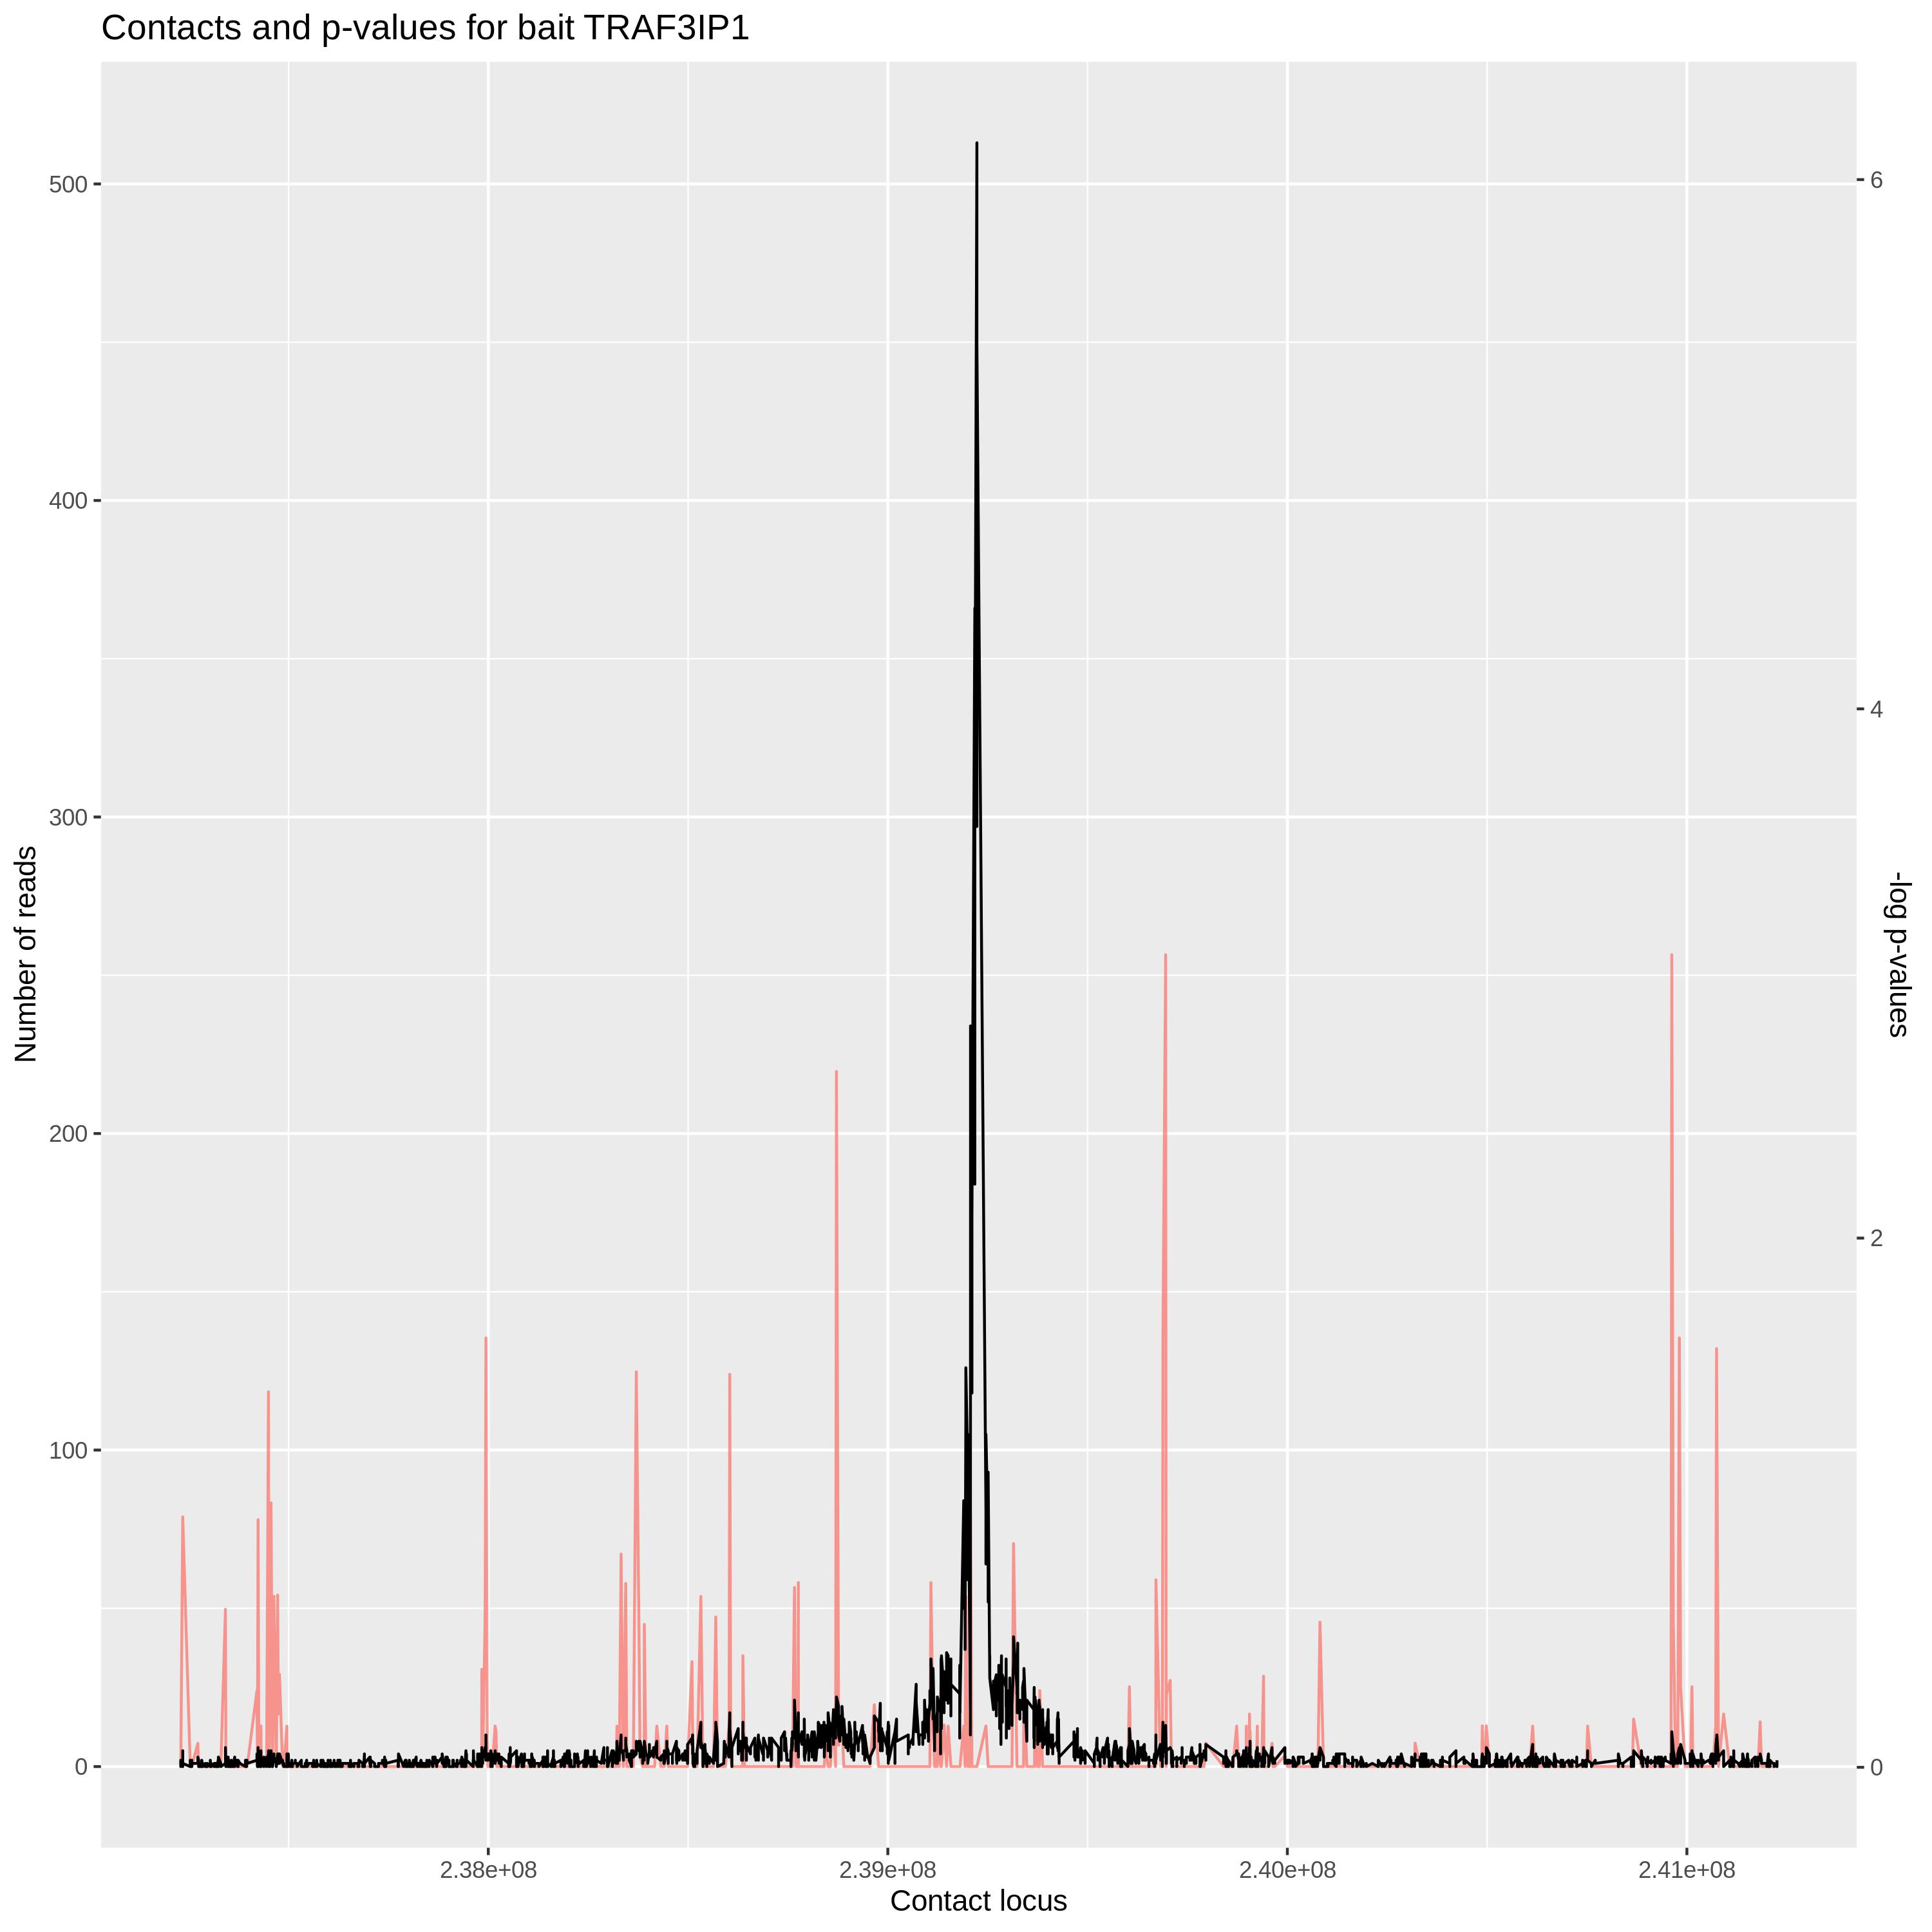 Contacts and p-values for bait TRAF3IP1
500
400
300
200
100
0
Number of reads
6
4
2
0
-log p-values
2.38e+08
2.39e+08
2.40e+08
2.41e+08
Contact locus